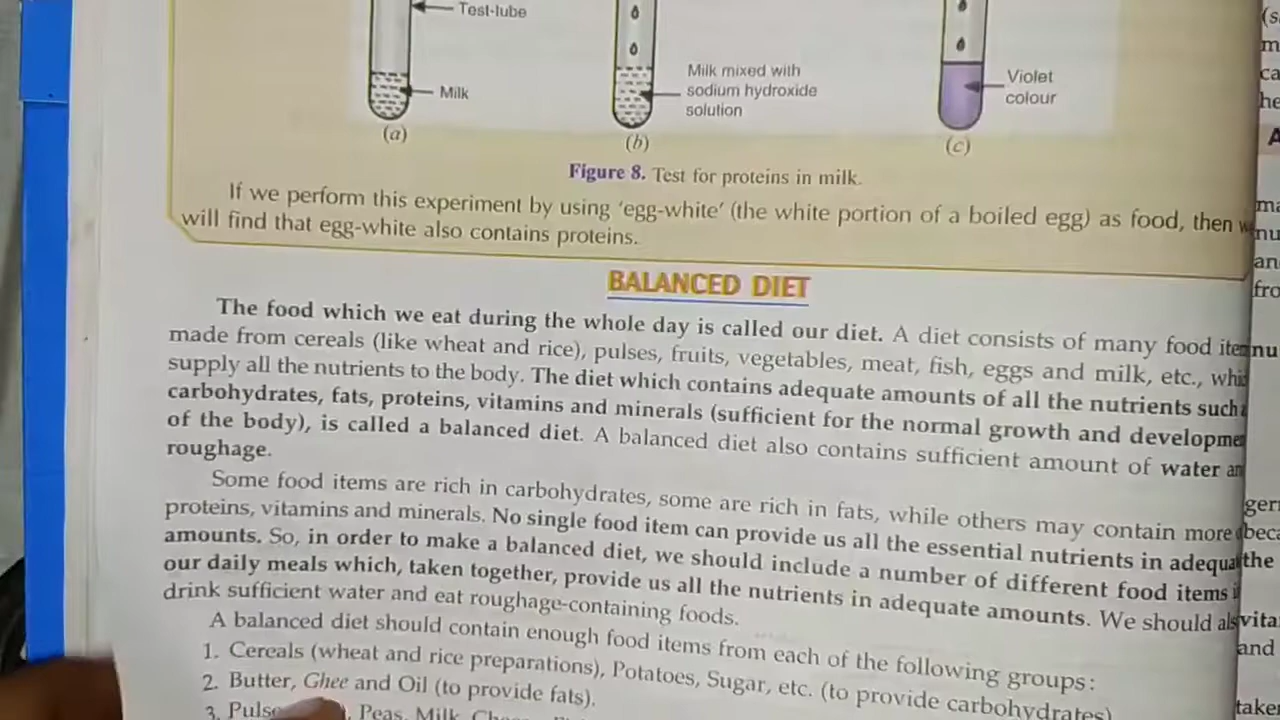 Test-tube
Milk
Milk mixed with
sodium hydroxide
solution
Violet
colour
(a)
(b)
(c)
Figure 8. Test for proteins in milk.
If we perform this experiment by using 'egg-white' (the white portion of a boiled egg) as food, then
will find that egg-white also contains proteins.
BALANCED DIET
The food which we eat during the whole day is called our diet. A diet consists of many food
made from cereals (like wheat and rice), pulses, fruits, vegetables, meat, fish, eggs and milk, etc.,
supply all the nutrients to the body. The diet which contains adequate amounts of all the nutrients such
carbohydrates, fats, proteins, vitamins and minerals (sufficient for the normal growth and
of the body), is called a balanced diet. A balanced diet also contains sufficient amount of water
roughage.
Some food items are rich in carbohydrates, some are rich in fats, while others may contain more
proteins, vitamins and minerals. No single food item can provide us all the essential nutrients in
amounts. So, in order to make a balanced diet, we should include a number of different food items
our daily meals which, taken together, provide us all the nutrients in adequate amounts. We should
drink sufficient water and eat roughage-containing foods.
A balanced diet should contain enough food items from each of the following groups:
1. Cereals (wheat and rice preparations), Potatoes, Sugar, etc. (to provide carbohydrates)
2. Butter, Ghee and Oil (to provide fats).
3. Peas, Milk,
the
and